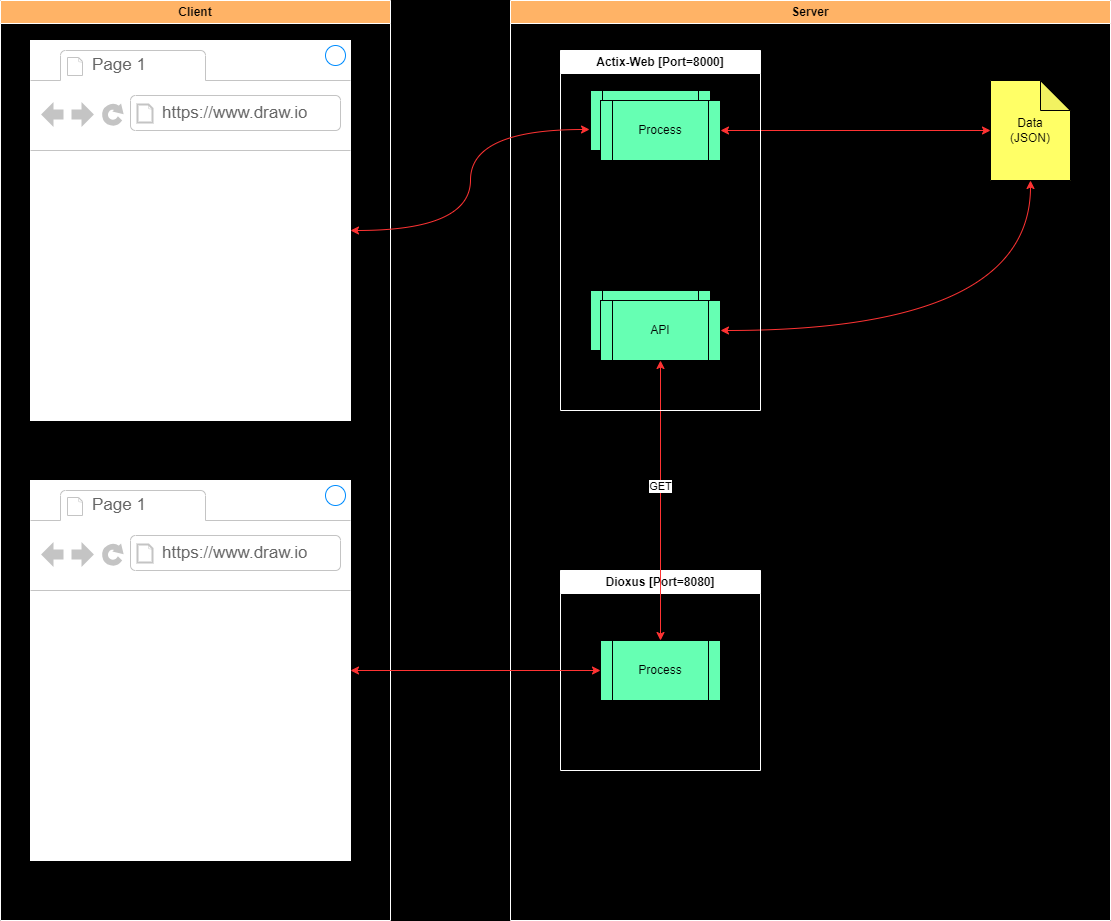 Client
Server
Page 1
https://www.draw.io
Actix-Web [Port=8000]
Process
Data
(JSON)
API
GET
Page 1
https://www.draw.io
Dioxus [Port=8080]
Process